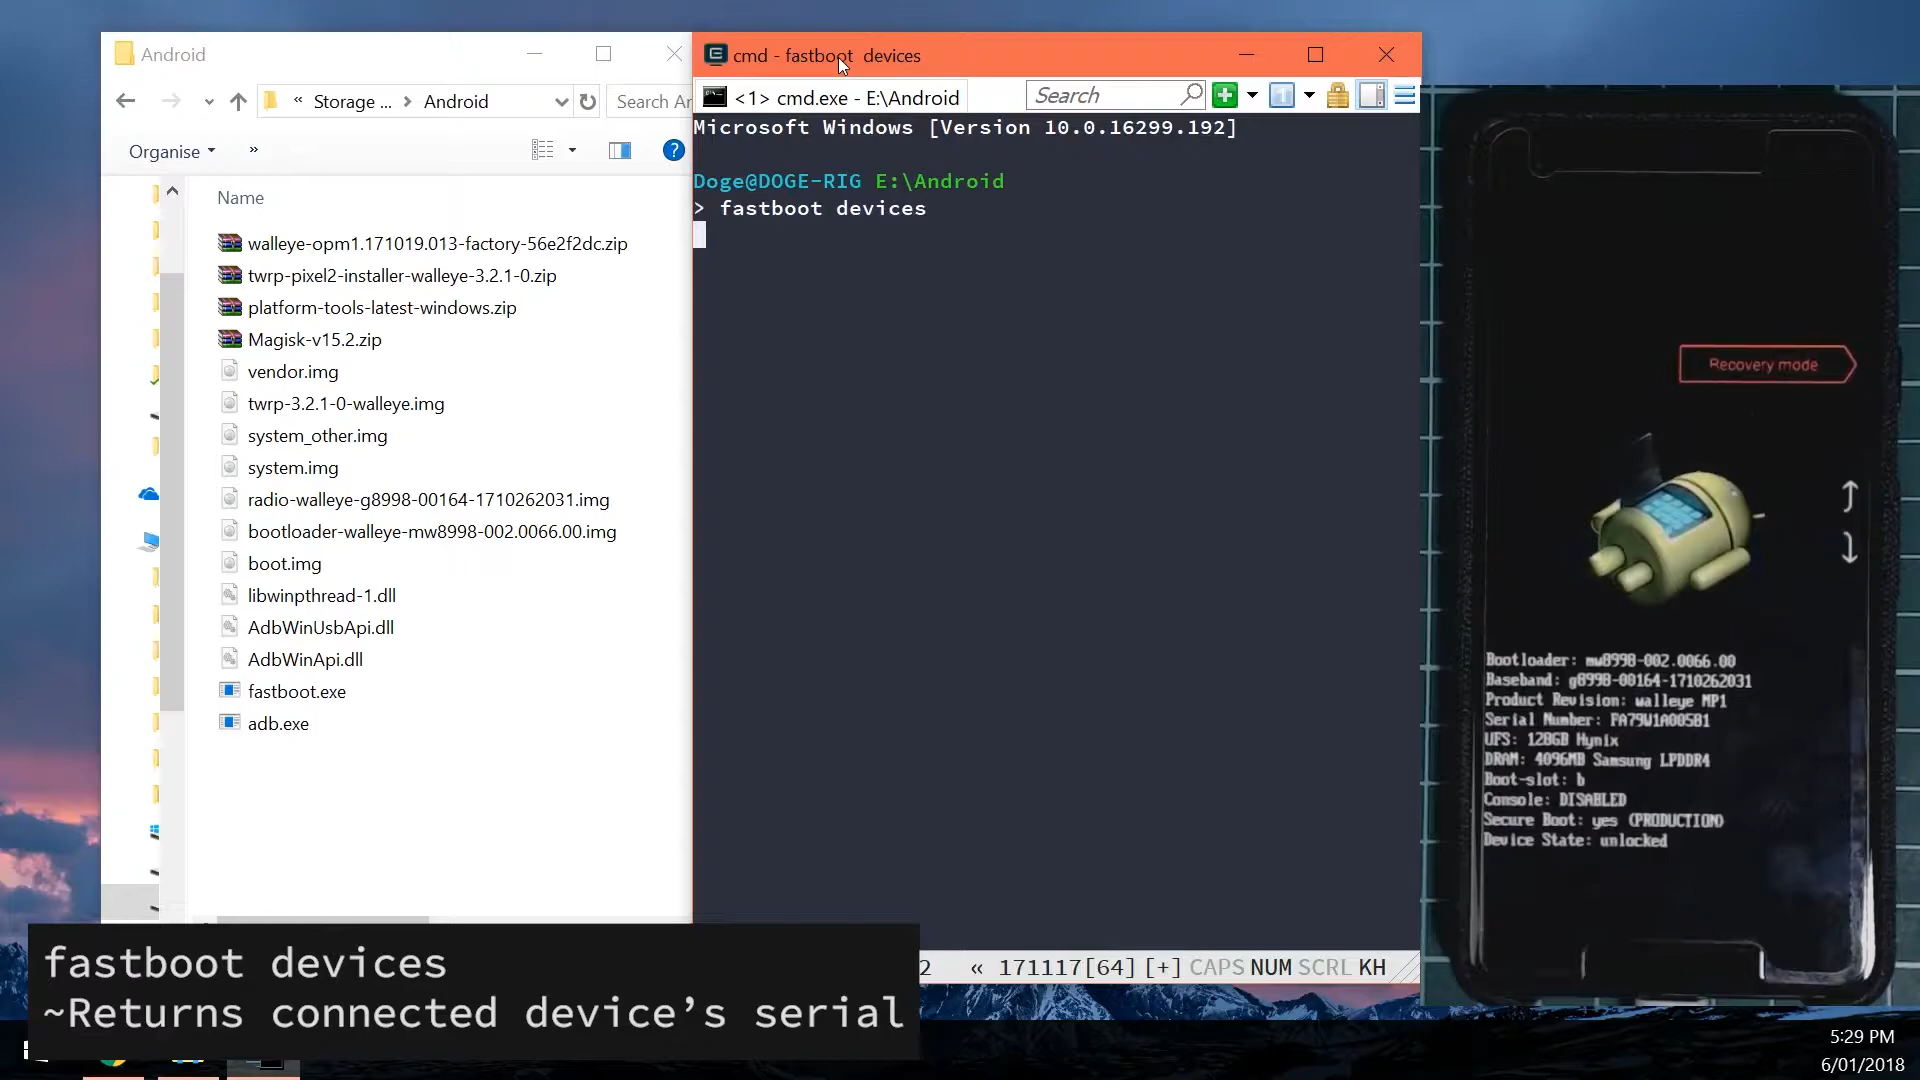 Android
« Storage ... > Android
Search Ar
Organise
»
Name
walleye-opm1.171019.013-factory-56e2f2dc.zip
twrp-pixel2-installer-walleye-3.2.1-0.zip
platform-tools-latest-windows.zip
Magisk-v15.2.zip
vendor.img
twrp-3.2.1-0-walleye.img
system_other.img
system.img
radio-walleye-g8998-00164-1710262031.img
bootloader-walleye-mw8998-002.0066.00.img
boot.img
libwinpthread-1.dll
AdbWinUsbApi.dll
AdbWinApi.dll
fastboot.exe
adb.exe
cmd - fastboot  devices
<1> cmd.exe - E:\Android
Search
1
Microsoft Windows [Version 10.0.16299.192]
Doge@DOGE-RIG E:\Android
> fastboot devices
2 « 171117[64] [+] CAPS NUM SCRL KH
Recovery mode
Bootloader: mw8998-002.0066.00
Baseband: g8998-00164-1710262031
Product Revision: walleye MP1
Serial Number: FA79W1A00581
UFS: 128GB Hynix
DRAM: 4096MB Samsung LPDDR4
Boot-slot: b
Console: DISABLED
Secure Boot: yes (PRODUCTION)
Device State: unlocked
fastboot devices
~Returns connected device’s serial
5:29 PM
6/01/2018